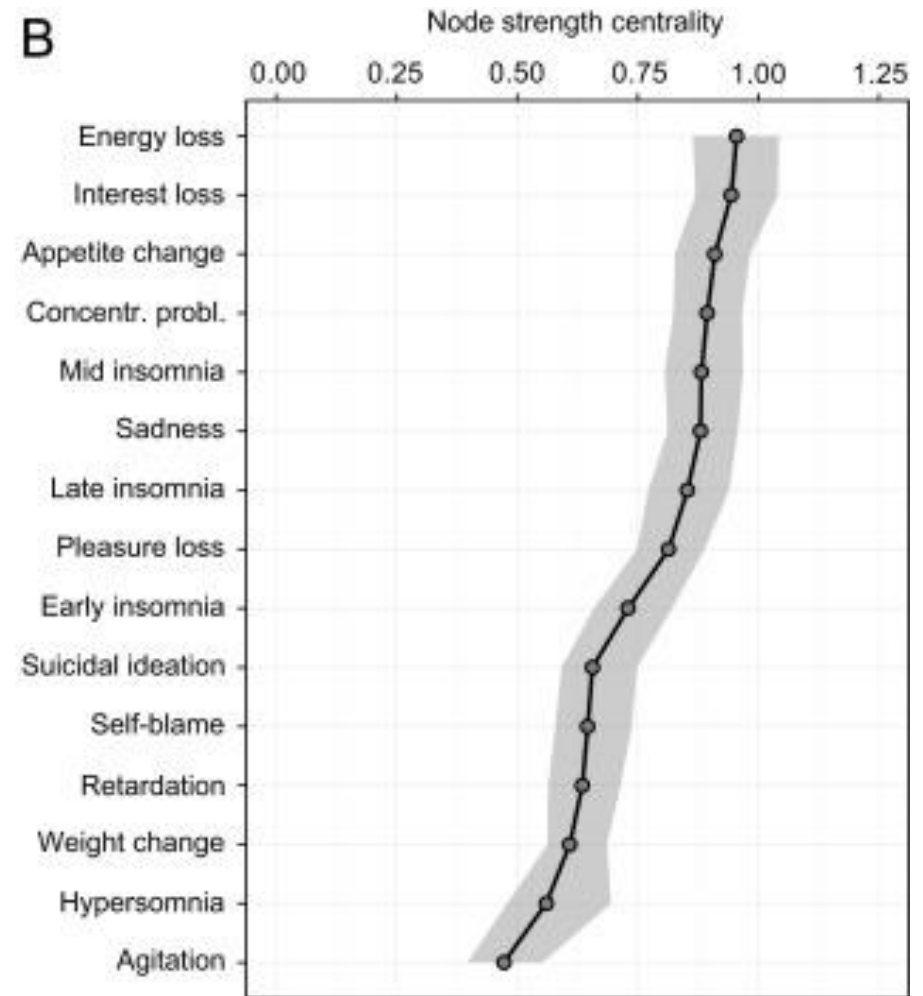 B
Node strength centrality
0.00 0.25 0.50 0.75 1.00 1.25
Energy loss
Interest loss
Appetite change
Concentr. probl.
Mid insomnia
Sadness
Late insomnia
Pleasure loss
Early insomnia
Suicidal ideation
Self-blame
Retardation
Weight change
Hypersomnia
Agitation